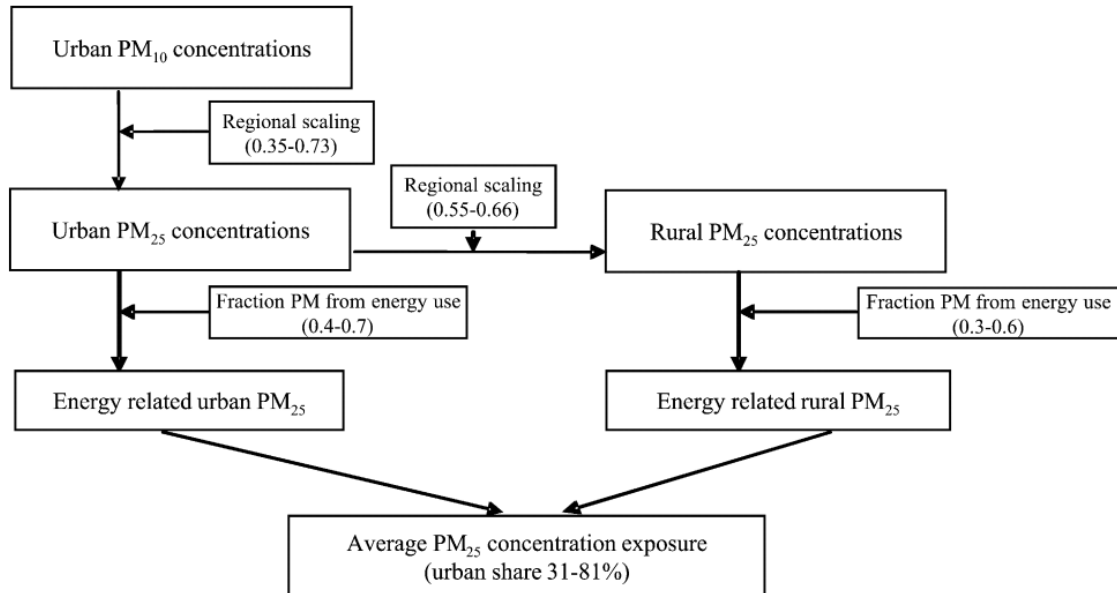 Urban PM₁₀ concentrations
Regional scaling
(0.35-0.73)
Regional scaling
(0.55-0.66)
Urban PM₂₅ concentrations
Rural PM₂₅ concentrations
Fraction PM from energy use
(0.4-0.7)
Fraction PM from energy use
(0.3-0.6)
Energy related urban PM₂₅
Energy related rural PM₂₅
Average PM₂₅ concentration exposure
(urban share 31-81%)